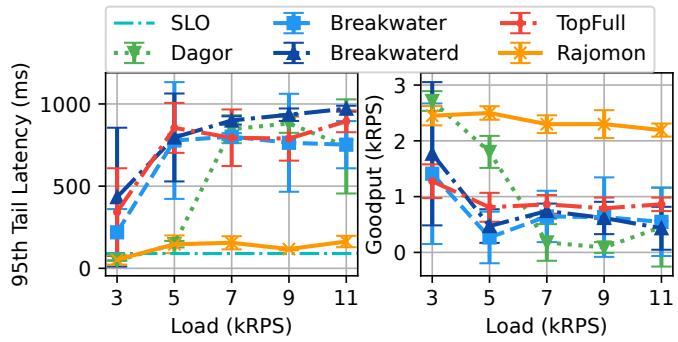 SLO Breakwater TopFull
Dagor Breakwaterd Rajomon
95th Tail Latency (ms)
1000
500
0
3 5 7 9 11
Load (kRPS)
Goodput (kRPS)
3
2
1
0
3 5 7 9 11
Load (kRPS)